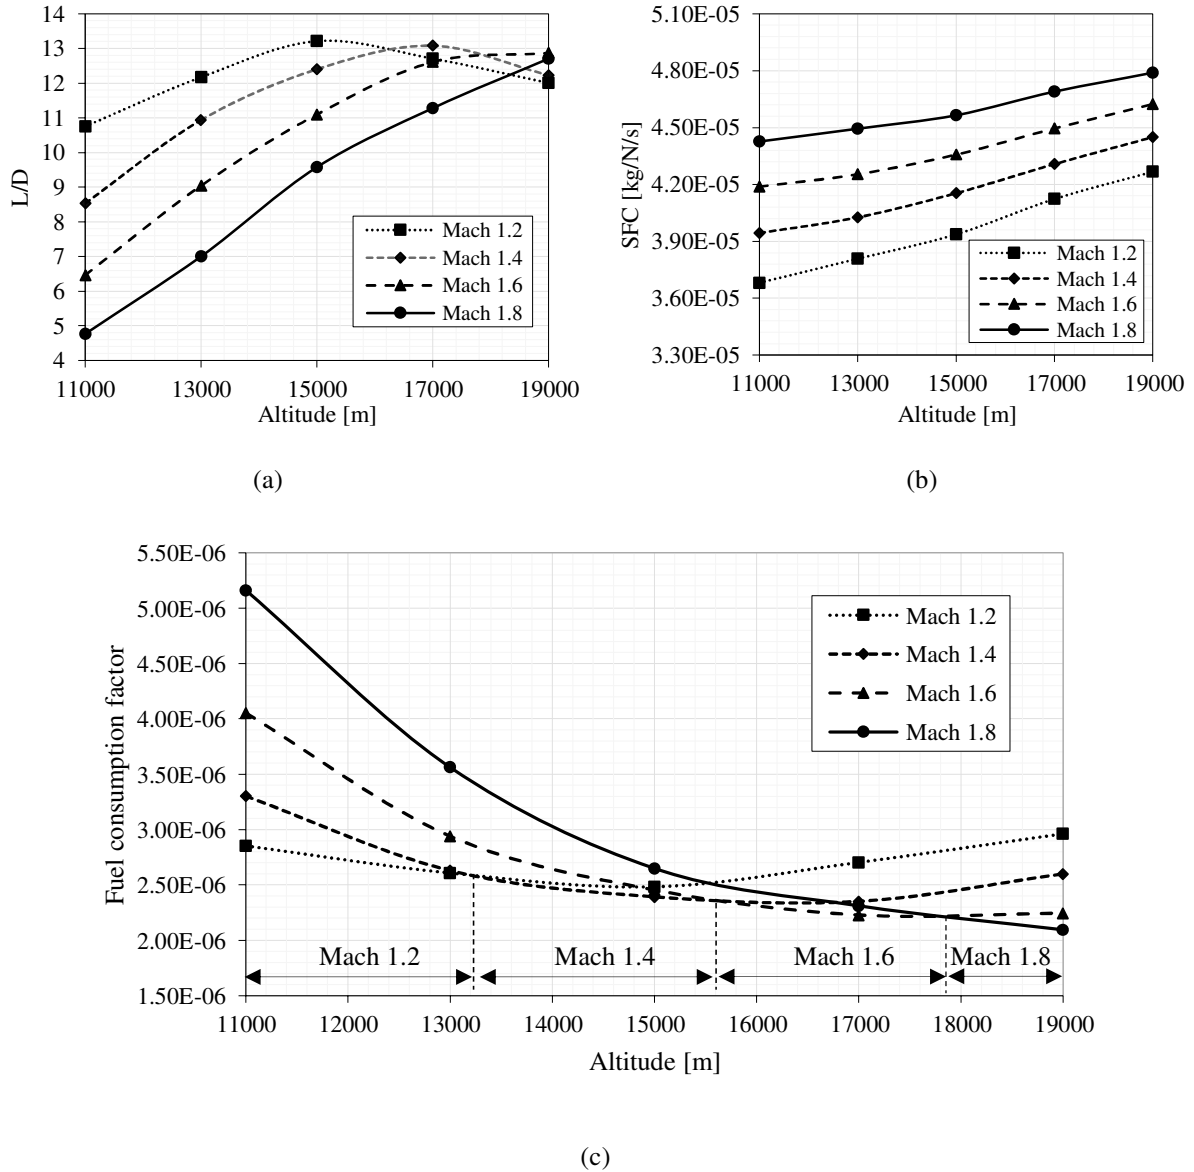 14
13
12
11
10
9
8
7
6
5
4
L/D
11000 13000 15000 17000 19000
Altitude [m]
Mach 1.2
Mach 1.4
Mach 1.6
Mach 1.8
(a)
5.10E-05
4.80E-05
4.50E-05
4.20E-05
3.90E-05
3.60E-05
3.30E-05
SFC [kg/N/s]
11000 13000 15000 17000 19000
Altitude [m]
Mach 1.2
Mach 1.4
Mach 1.6
Mach 1.8
(b)
5.50E-06
5.00E-06
4.50E-06
4.00E-06
3.50E-06
3.00E-06
2.50E-06
2.00E-06
1.50E-06
Fuel consumption factor
Mach 1.2
Mach 1.4
Mach 1.6
Mach 1.8
Mach 1.2 Mach 1.4 Mach 1.6 Mach 1.8
11000 12000 13000 14000 15000 16000 17000 18000 19000
Altitude [m]
(c)